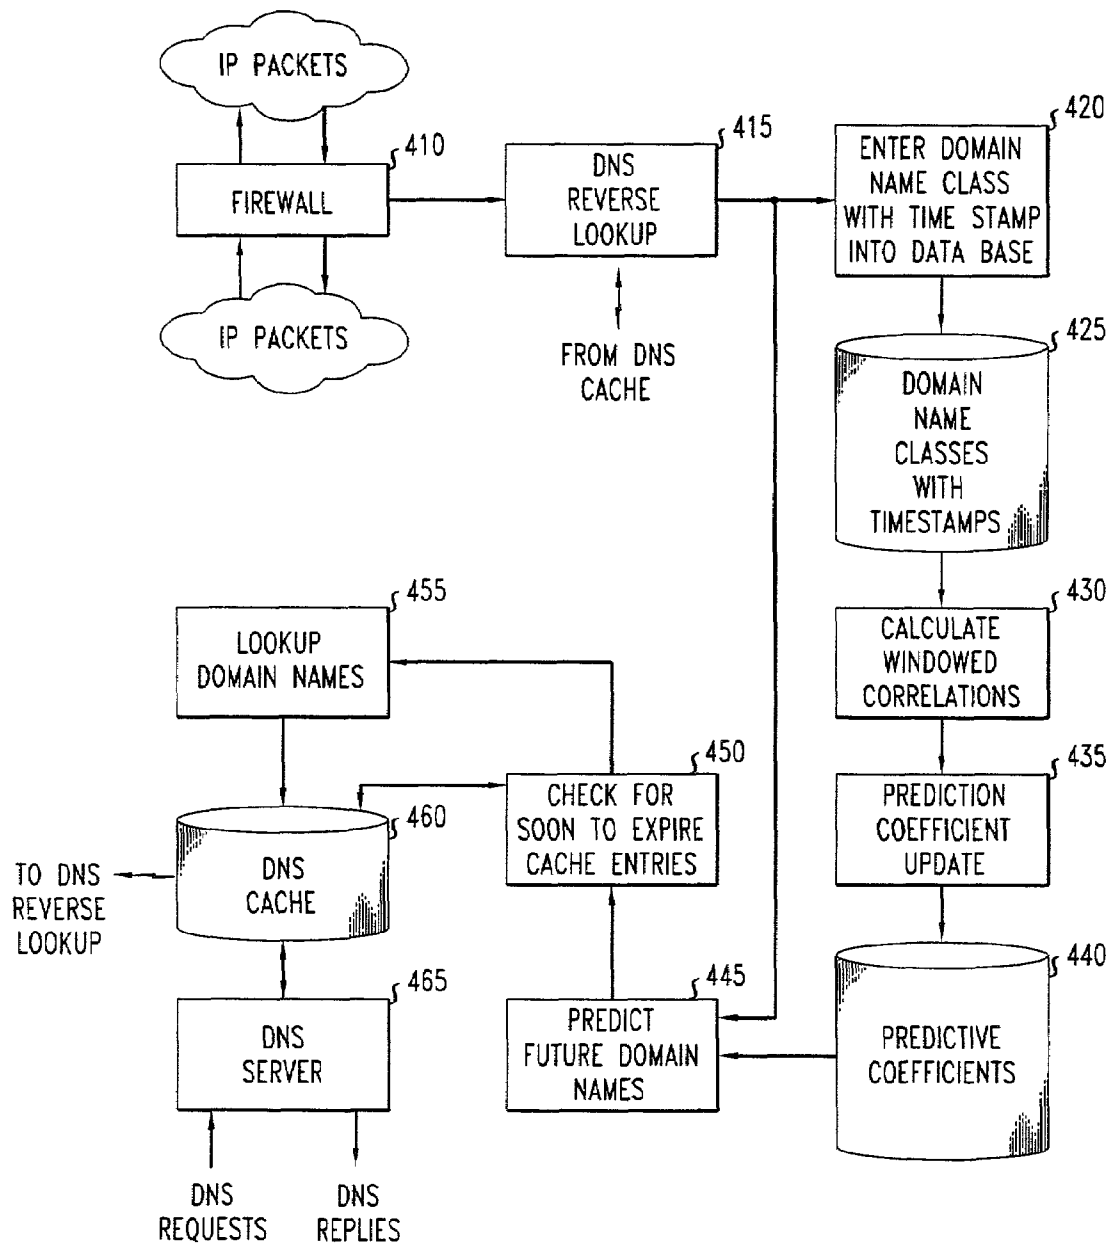 IP PACKETS
410
FIREWALL
IP PACKETS
415
DNS
REVERSE
LOOKUP
FROM DNS
CACHE
420
ENTER DOMAIN
NAME CLASS
WITH TIME STAMP
INTO DATA BASE
425
DOMAIN
NAME
CLASSES
WITH
TIMESTAMPS
430
CALCULATE
WINDOWED
CORRELATIONS
435
PREDICTION
COEFFICIENT
UPDATE
440
PREDICTIVE
COEFFICIENTS
445
PREDICT
FUTURE DOMAIN
NAMES
450
CHECK FOR
SOON TO EXPIRE
CACHE ENTRIES
455
LOOKUP
DOMAIN NAMES
460
DNS
CACHE
TO DNS
REVERSE
LOOKUP
465
DNS
SERVER
DNS
REQUESTS
DNS
REPLIES